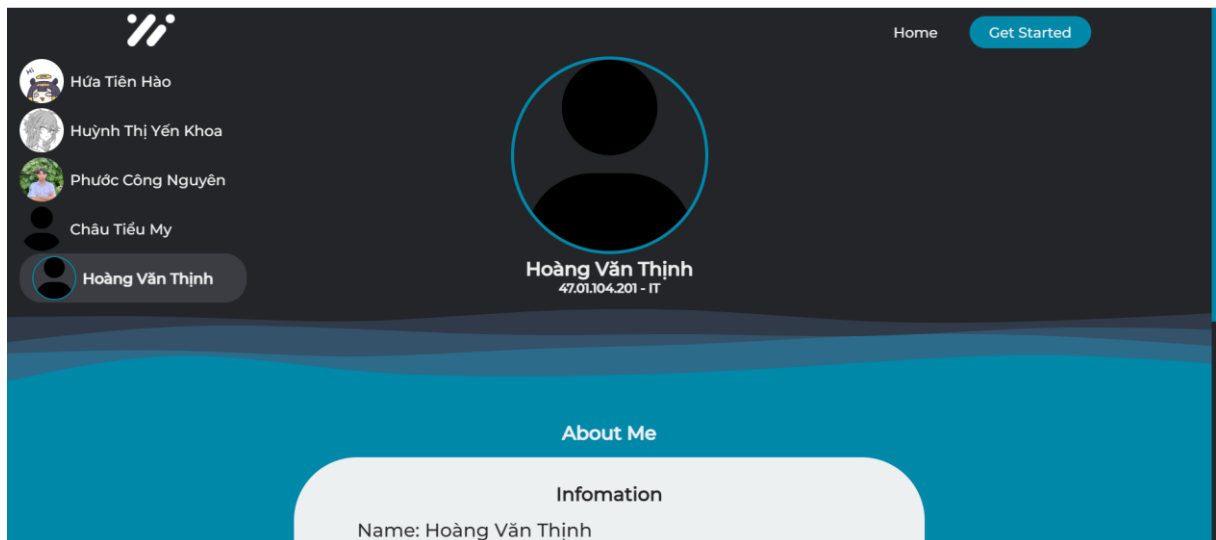 Home
Get Started
Hi
Hứa Tiên Hào
Huỳnh Thị Yến Khoa
Phước Công Nguyên
Châu Tiểu My
Hoàng Văn Thịnh
Hoàng Văn Thịnh
47.01.104.201 - IT
About Me
Infomation
Name: Hoàng Văn Thịnh